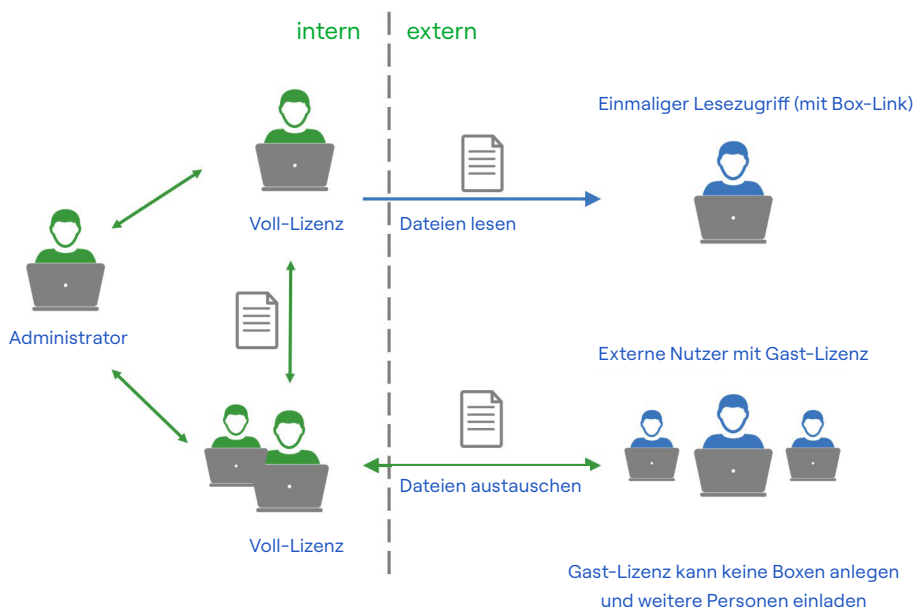 intern
extern
Einmaliger Lesezugriff (mit Box-Link)
Voll-Lizenz
Dateien lesen
Administrator
Externe Nutzer mit Gast-Lizenz
Dateien austauschen
Voll-Lizenz
Gast-Lizenz kann keine Boxen anlegen
und weitere Personen einladen